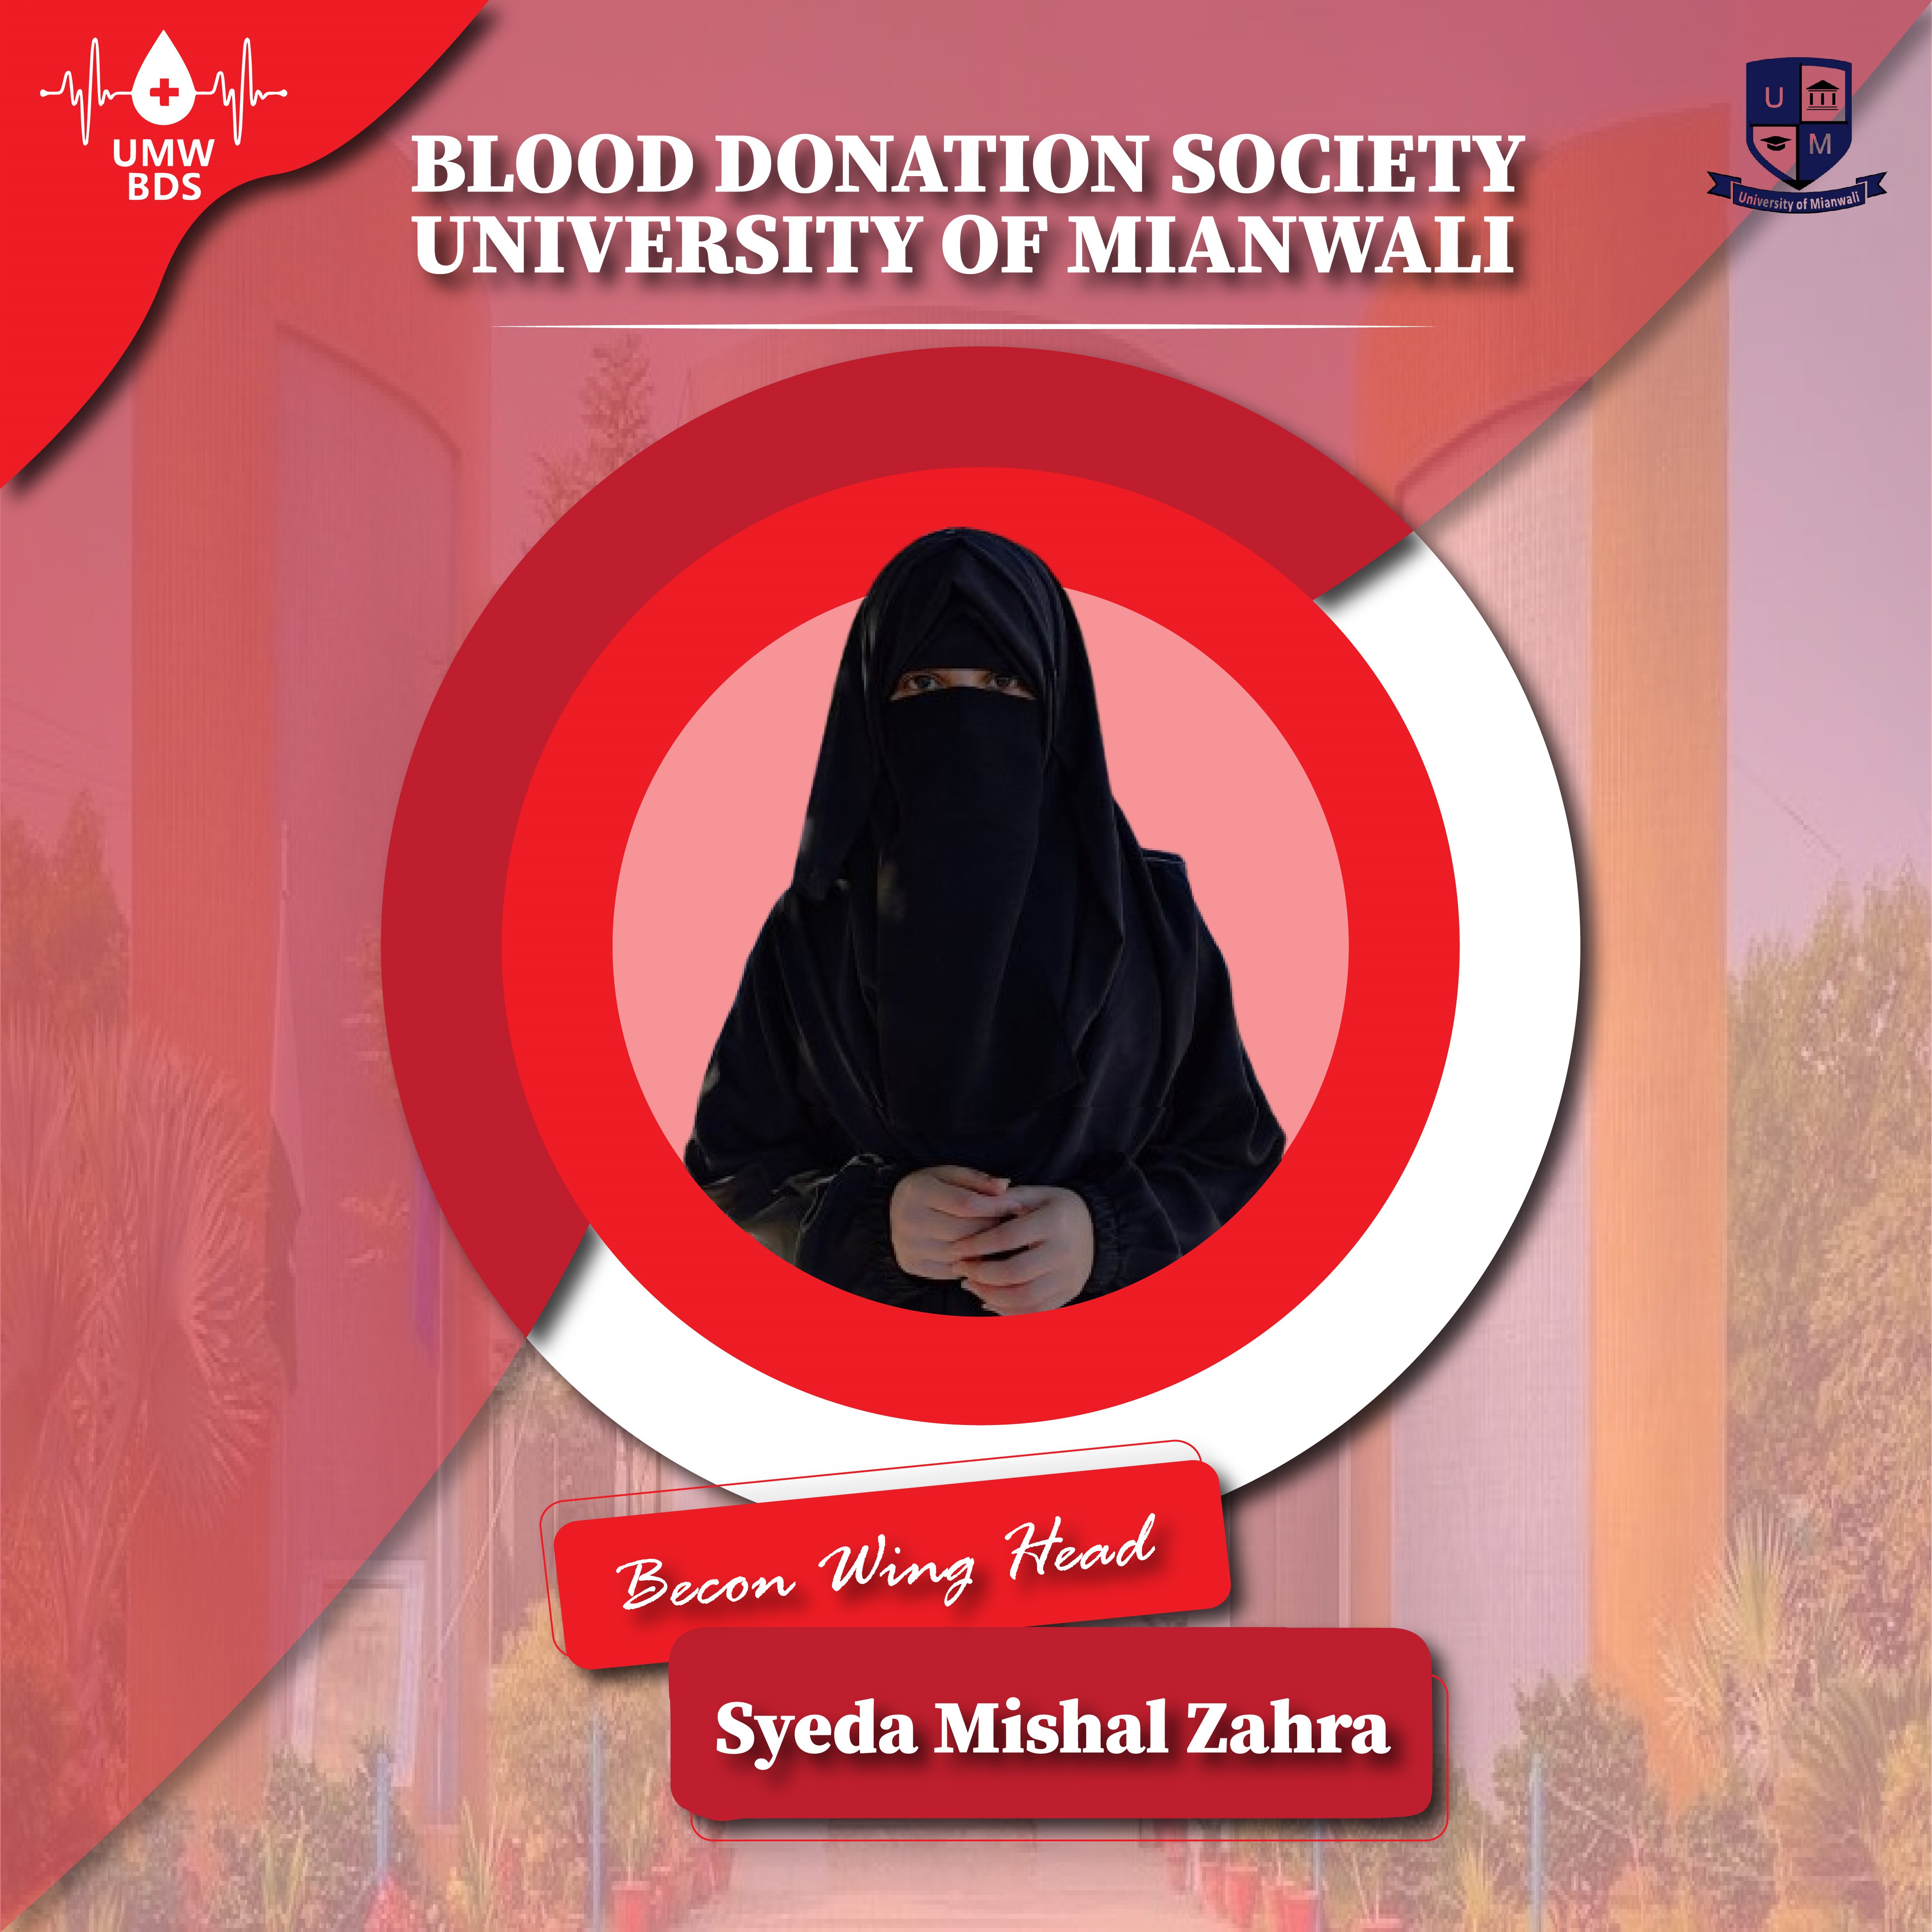 UMW
BDS
BLOOD DONATION SOCIETY
UNIVERSITY OF MIANWALI
U
M
University of Mianwali
Becon Wing Head
Syeda Mishal Zahra